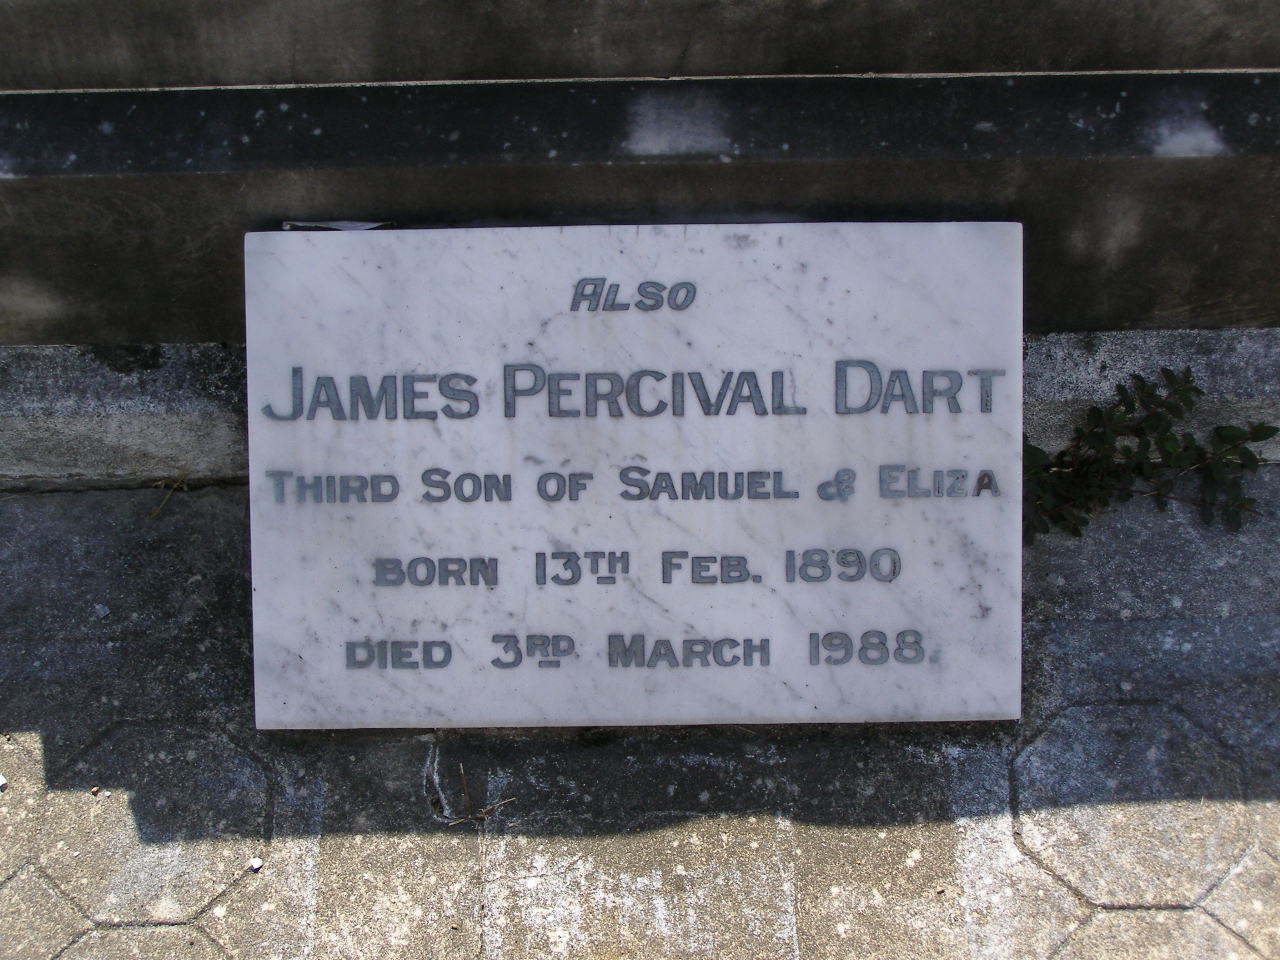 ALSO
JAMES PERCIVAL DART
THIRD SON OF SAMUEL & ELIZA
BORN 13TH FEB. 1890
DIED 3RD MARCH 1988.